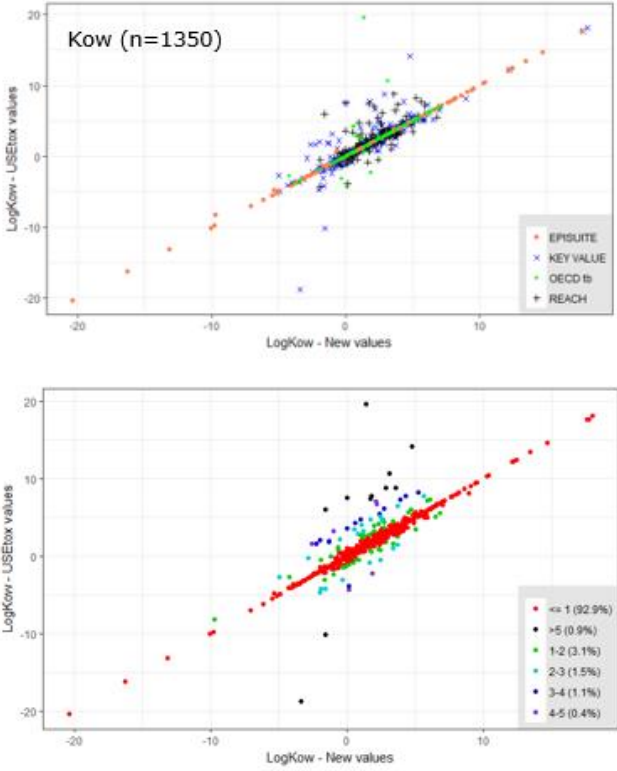 Kow (n=1350)
20
10
0
-10
-20
LogKow - USEtox values
EPISUITE
KEY VALUE
OECD tb
REACH
-20
-10
0
10
LogKow - New values
20
10
0
-10
-20
LogKow - USEtox values
<= 1 (92.9%)
>5 (0.9%)
1-2 (3.1%)
2-3 (1.5%)
3-4 (1.1%)
4-5 (0.4%)
-20
-10
0
10
LogKow - New values